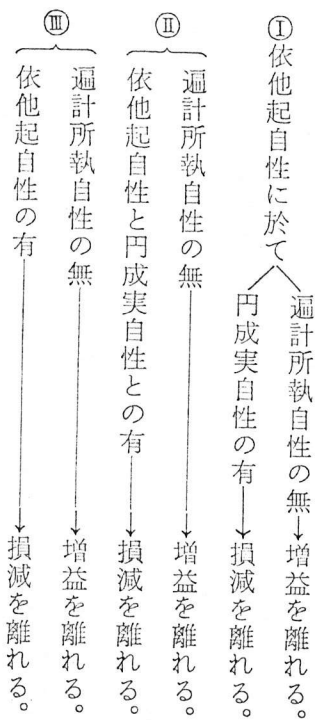 Ⓘ依他起自性に於て
遍計所執自性の無→増益を離れる。
円成実自性の有→損減を離れる。
Ⅱ
遍計所執自性の無→増益を離れる。
依他起自性と円成実自性との有→損減を離れる。
Ⅲ
遍計所執自性の無→増益を離れる。
依他起自性の有→損減を離れる。